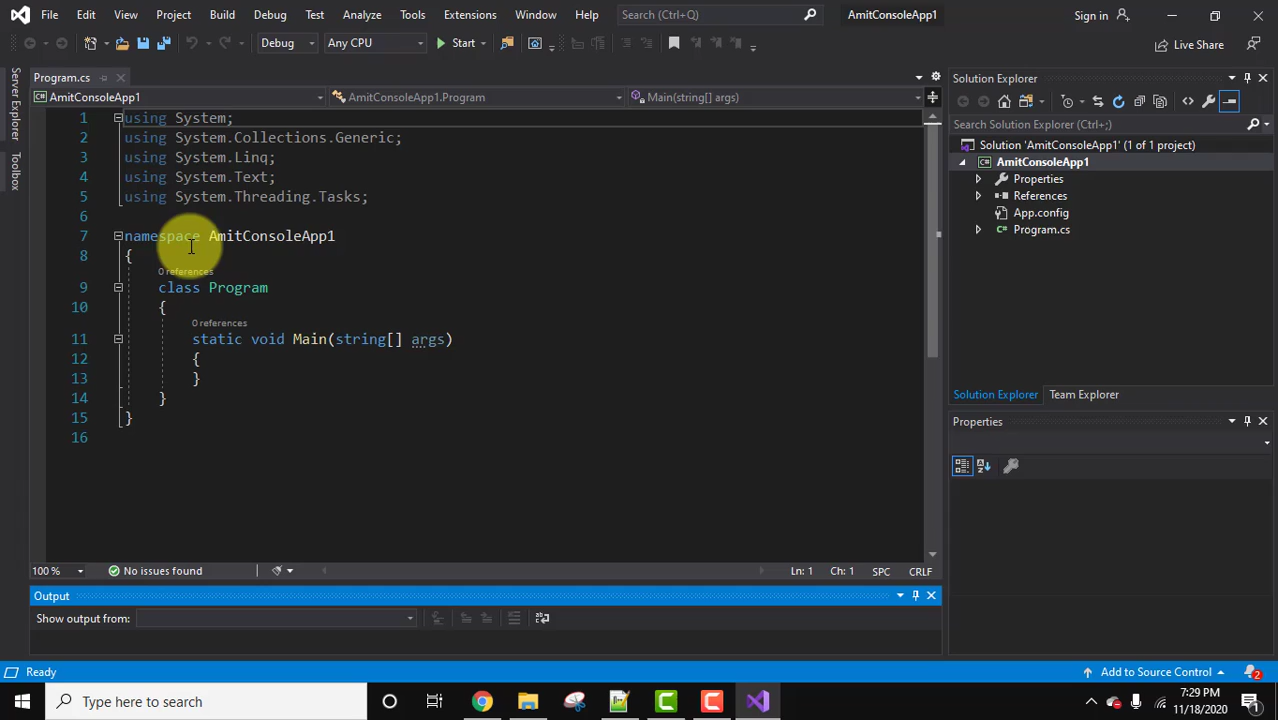 File Edit View Project Build Debug Test Analyze Tools Extensions Window Help Search (Ctrl+Q) AmitConsoleApp1 Sign in
Debug Any CPU Start Live Share
Server Explorer
Toolbox
Program.cs
AmitConsoleApp1 AmitConsoleApp1.Program Main(string[] args)
1 using System;
2 using System.Collections.Generic;
3 using System.Linq;
4 using System.Text;
5 using System.Threading.Tasks;
6
7 namespace AmitConsoleApp1
8 {
0 references
9 class Program
10 {
0 references
11 static void Main(string[] args)
12 {
13 }
14 }
15 }
16
100 % No issues found Ln: 1 Ch: 1 SPC CRLF
Output
Show output from:
Solution Explorer
Search Solution Explorer (Ctrl+;)
Solution 'AmitConsoleApp1' (1 of 1 project)
AmitConsoleApp1
Properties
References
App.config
Program.cs
Solution Explorer Team Explorer
Properties
Ready Add to Source Control 2
Type here to search
7:29 PM
11/18/2020
1